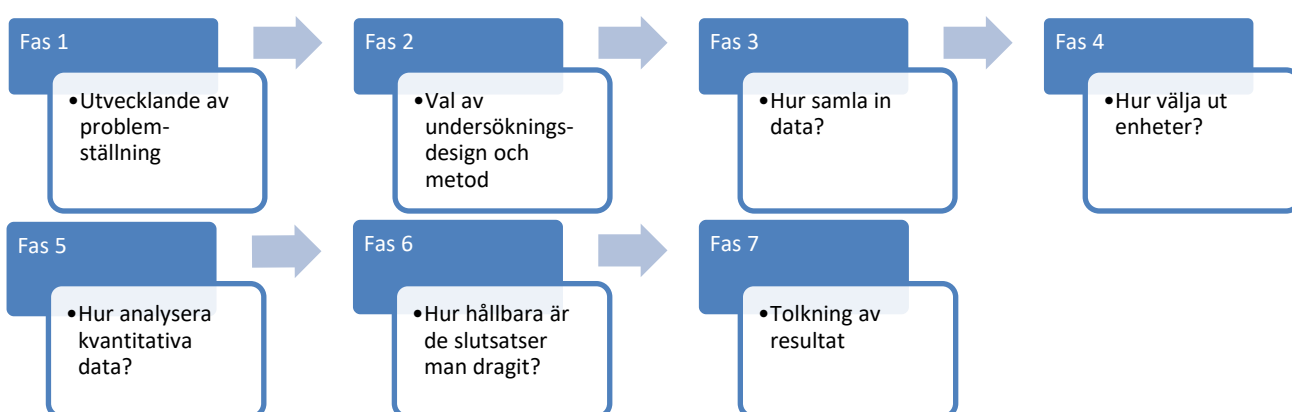 Fas 1
•Utvecklande av
problem-
ställning
Fas 2
•Val av
undersöknings-
design och
metod
Fas 3
•Hur samla in
data?
Fas 4
•Hur välja ut
enheter?
Fas 5
•Hur analysera
kvantitativa
data?
Fas 6
•Hur hållbara är
de slutsatser
man dragit?
Fas 7
•Tolkning av
resultat